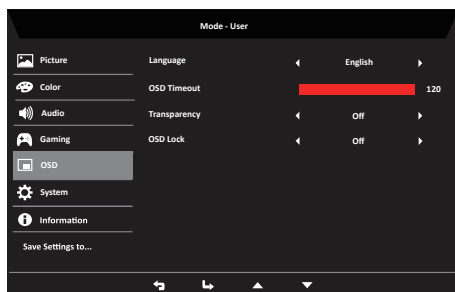 Mode - User
Picture
Color
Audio
Gaming
OSD
System
Information
Save Settings to...
Language English
OSD Timeout 120
Transparency Off
OSD Lock Off